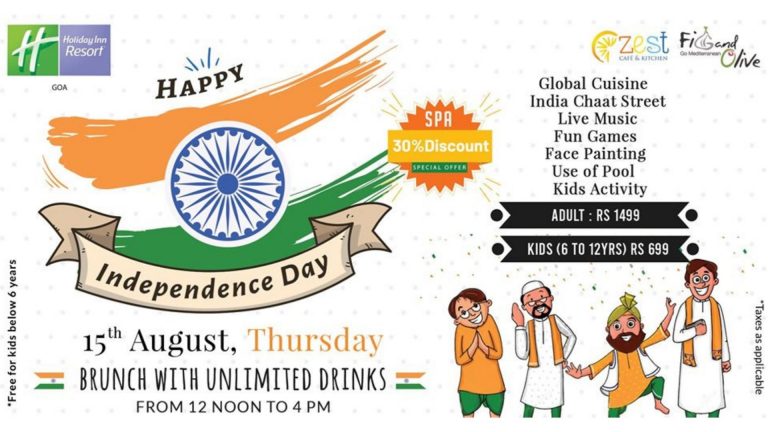 Holiday Inn
Resort
GOA
HAPPY
Independence Day
15th August, Thursday
BRUNCH WITH UNLIMITED DRINKS
FROM 12 NOON TO 4 PM
*Free for kids below 6 years
SPA
30%Discount
SPECIAL OFFER
Zest
CAFÉ & KITCHEN
FiG and
Go Mediterranean
Olive
Global Cuisine
India Chaat Street
Live Music
Fun Games
Face Painting
Use of Pool
Kids Activity
ADULT : RS 1499
KIDS (6 TO 12YRS) RS 699
*Taxes as applicable